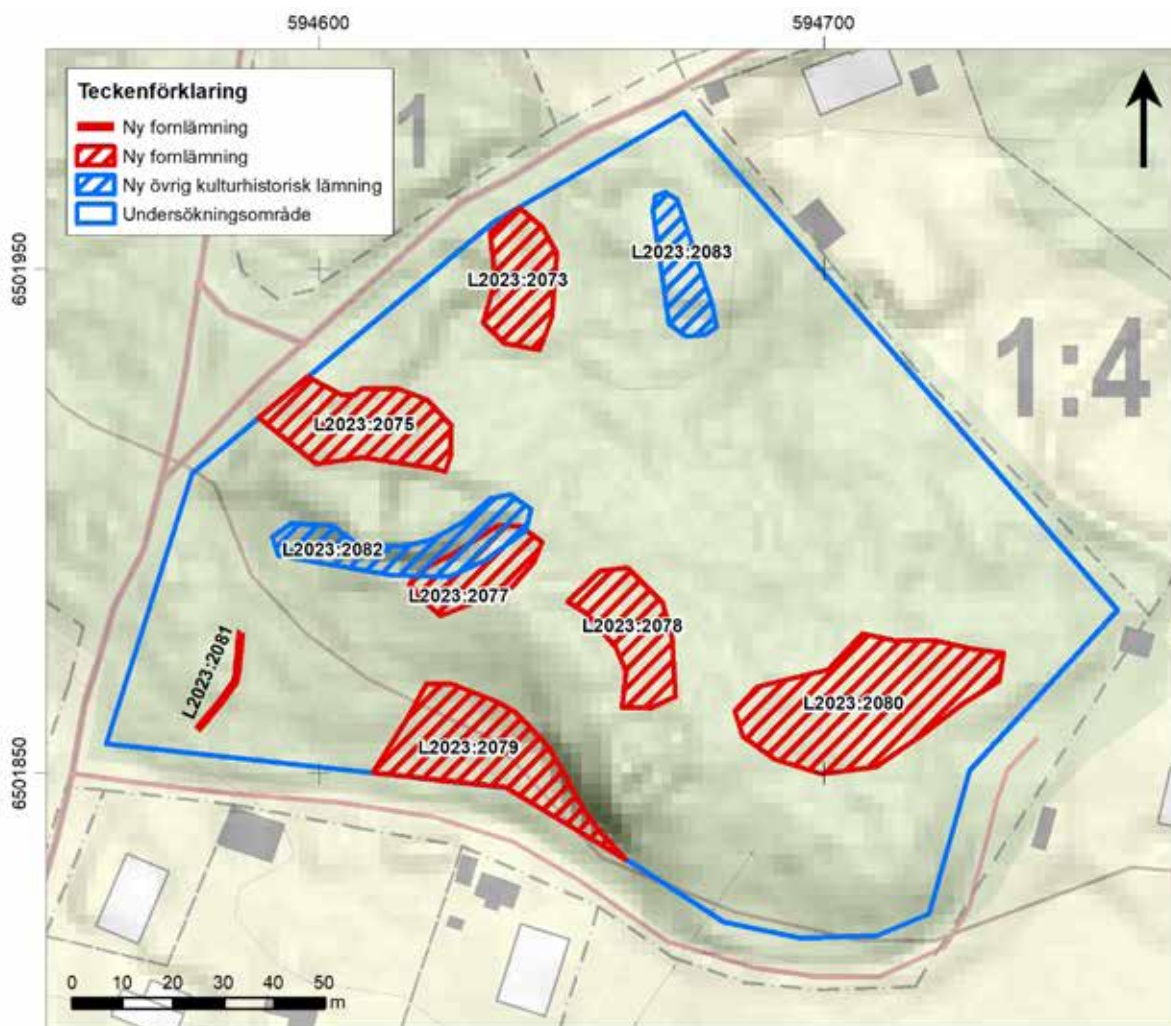 594600
594700
Teckenförklaring
Ny fornlämning
Ny fornlämning
Ny övrig kulturhistorisk lämning
Undersökningsområde
1
6501950
L2023:2083
L2023:2073
1:4
L2023:2075
L2023:2082
L2023:2077
L2023:2078
L2023:2081
L2023:2080
L2023:2079
6501850
0 10 20 30 40 50
m